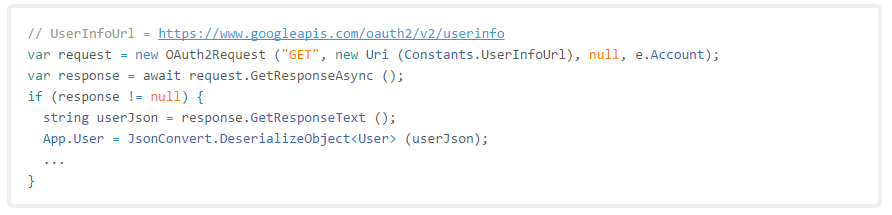 // UserInfoUrl = https://www.googleapis.com/oauth2/v2/userinfo
var request = new OAuth2Request ("GET", new Uri (Constants.UserInfoUrl), null, e.Account);
var response = await request.GetResponseAsync ();
if (response != null) {
  string userJson = response.GetResponseText ();
  App.User = JsonConvert.DeserializeObject<User> (userJson);
  ...
}